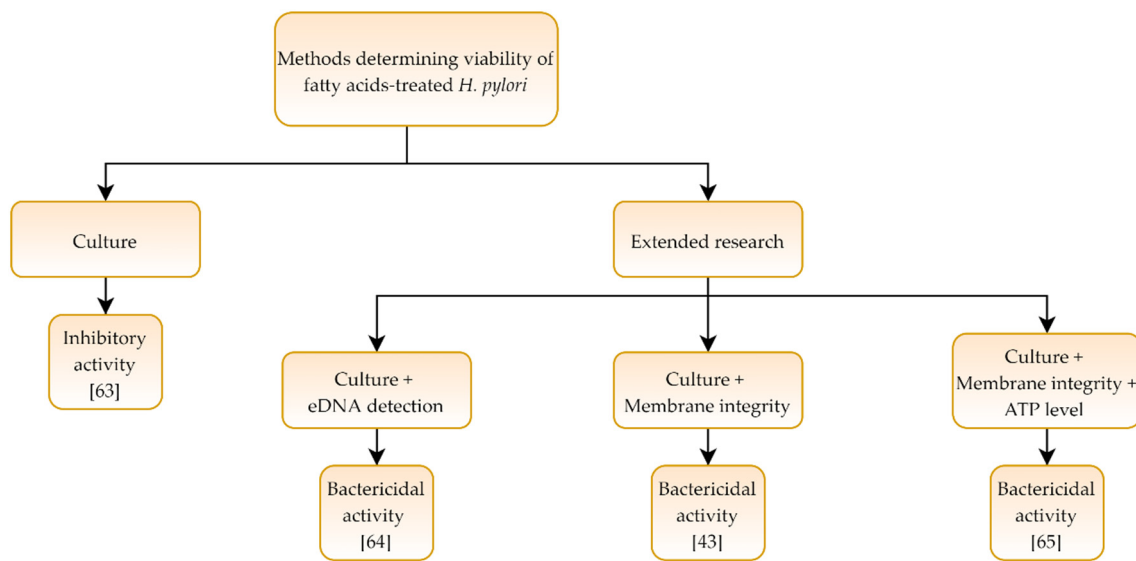 Methods determining viability of
fatty acids-treated H. pylori
Culture
Extended research
Inhibitory
activity
[63]
Culture +
eDNA detection
Culture +
Membrane integrity
Culture +
Membrane integrity +
ATP level
Bactericidal
activity
[64]
Bactericidal
activity
[43]
Bactericidal
activity
[65]